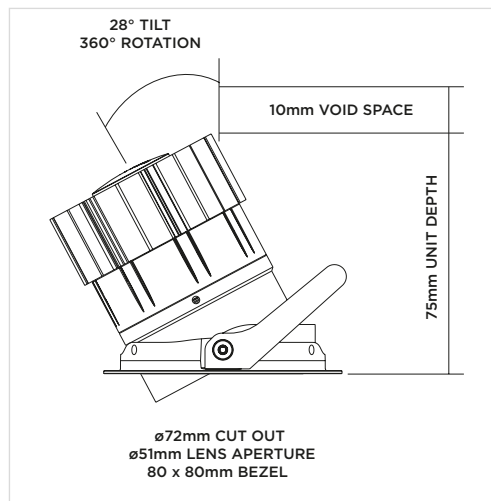 28° TILT
360° ROTATION
10mm VOID SPACE
75mm UNIT DEPTH
ø72mm CUT OUT
ø51mm LENS APERTURE
80 x 80mm BEZEL